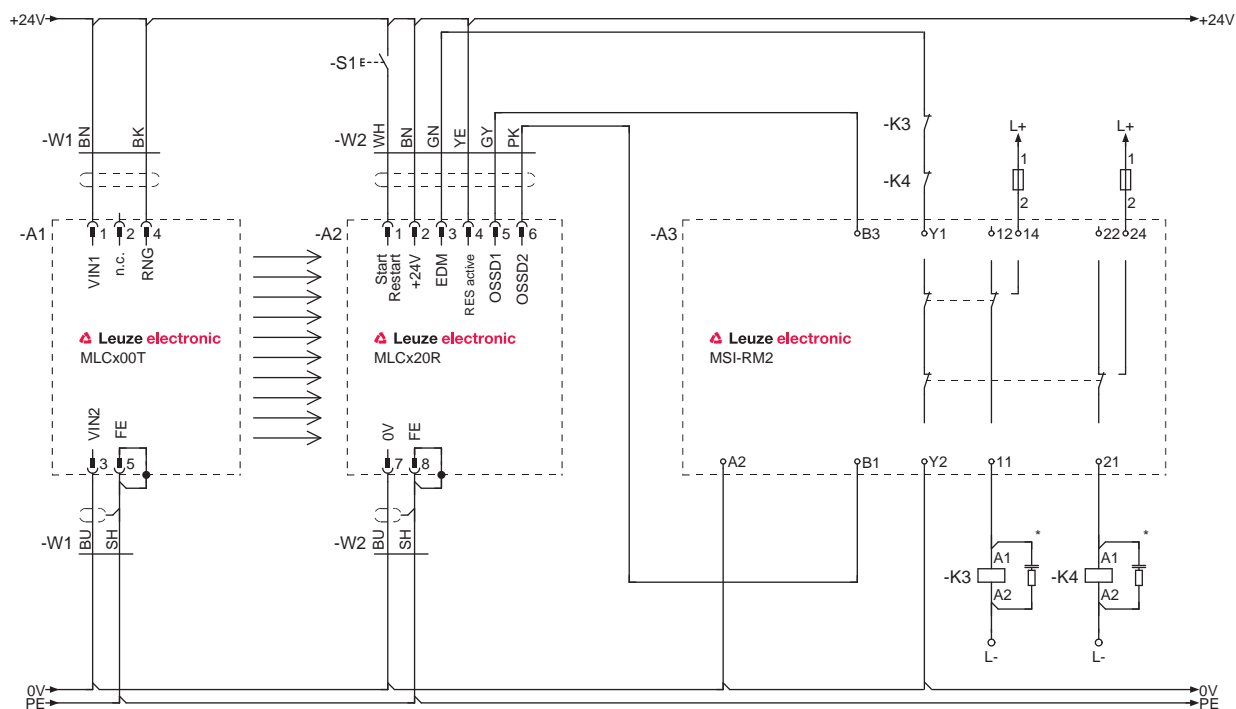 +24V
+24V
-S1
-W1
BN
BK
-W2
WH
BN
GN
YE
GY
PK
-K3
-K4
L+
1
2
L+
1
2
-A1
1
2
4
VIN1
n.c.
RNG
-A2
1
2
3
4
5
6
Start
Restart
+24V
EDM
RES active
OSSD1
OSSD2
-A3
B3
Y1
12
14
22
24
Leuze electronic
MLCx00T
Leuze electronic
MLCx20R
Leuze electronic
MSI-RM2
VIN2
FE
3
5
0V
FE
7
8
A2
B1
Y2
11
21
-W1
BU
SH
-W2
BU
SH
-K3
A1
A2
*
L-
-K4
A1
A2
*
L-
0V
0V
PE
PE